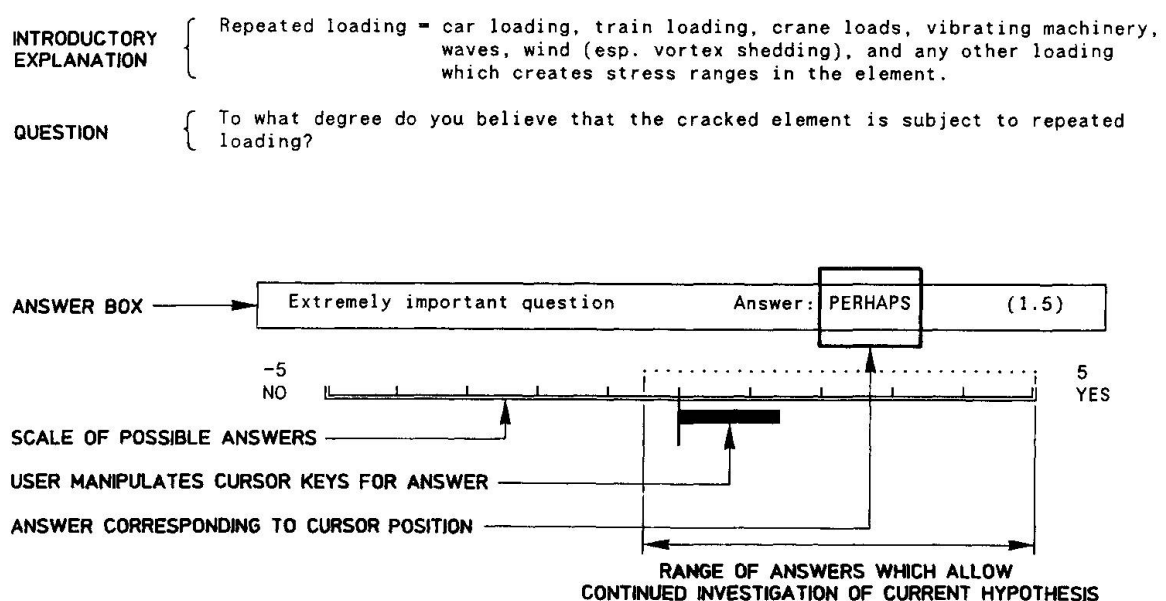 INTRODUCTORY
EXPLANATION
Repeated loading = car loading, train loading, crane loads, vibrating machinery,
waves, wind (esp. vortex shedding), and any other loading
which creates stress ranges in the element.
QUESTION
To what degree do you believe that the cracked element is subject to repeated
loading?
ANSWER BOX
Extremely important question Answer: PERHAPS (1.5)
-5
NO
5
YES
SCALE OF POSSIBLE ANSWERS
USER MANIPULATES CURSOR KEYS FOR ANSWER
ANSWER CORRESPONDING TO CURSOR POSITION
RANGE OF ANSWERS WHICH ALLOW
CONTINUED INVESTIGATION OF CURRENT HYPOTHESIS